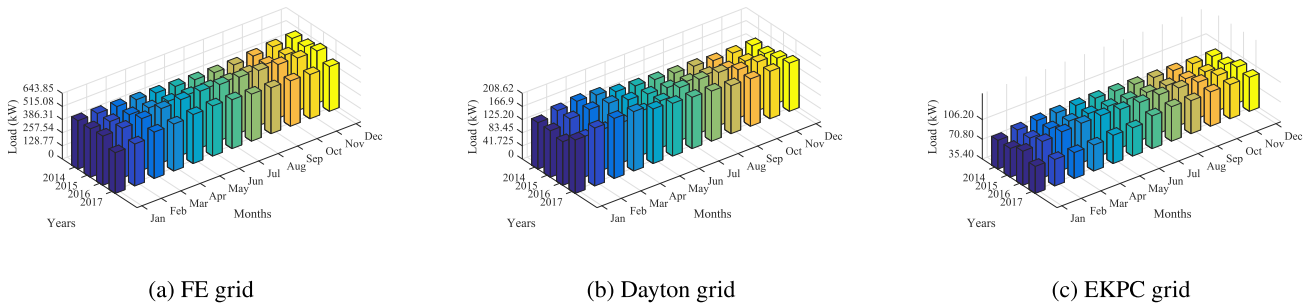 Load (kW)
643.85
515.08
386.31
257.54
128.77
0
2014
2015
2016
2017
Years
Jan
Feb
Mar
Apr
May
Jun
Jul
Aug
Sep
Oct
Nov
Dec
Months
(a) FE grid
Load (kW)
208.62
166.9
125.20
83.45
41.725
0
2014
2015
2016
2017
Years
Jan
Feb
Mar
Apr
May
Jun
Jul
Aug
Sep
Oct
Nov
Dec
Months
(b) Dayton grid
Load (kW)
106.20
70.80
35.40
2014
2015
2016
2017
Years
Jan
Feb
Mar
Apr
May
Jun
Jul
Aug
Sep
Oct
Nov
Dec
Months
(c) EKPC grid